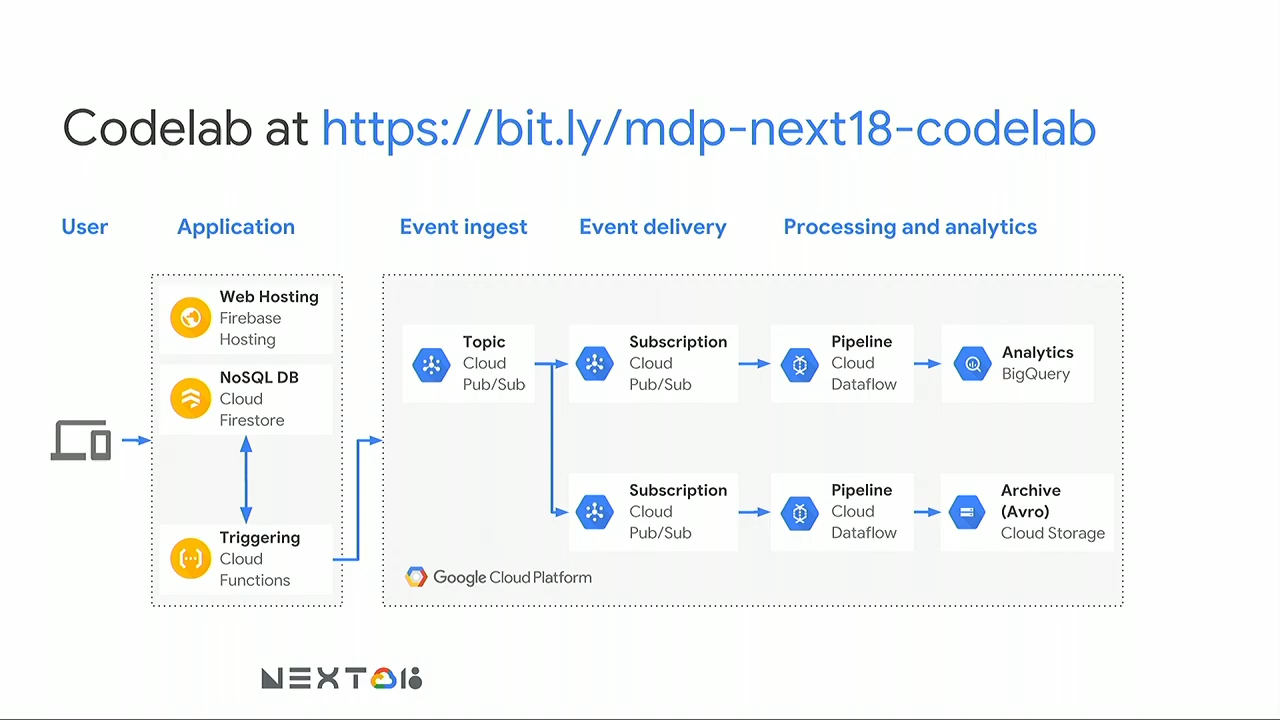 Codelab at https://bit.ly/mdp-next18-codelab
User
Application
Event ingest
Event delivery
Processing and analytics
Web Hosting
Firebase
Hosting
NoSQL DB
Cloud
Firestore
Triggering
Cloud
Functions
Topic
Cloud
Pub/Sub
Subscription
Cloud
Pub/Sub
Pipeline
Cloud
Dataflow
Analytics
BigQuery
Subscription
Cloud
Pub/Sub
Pipeline
Cloud
Dataflow
Archive
(Avro)
Cloud Storage
Google Cloud Platform
NEXT 18